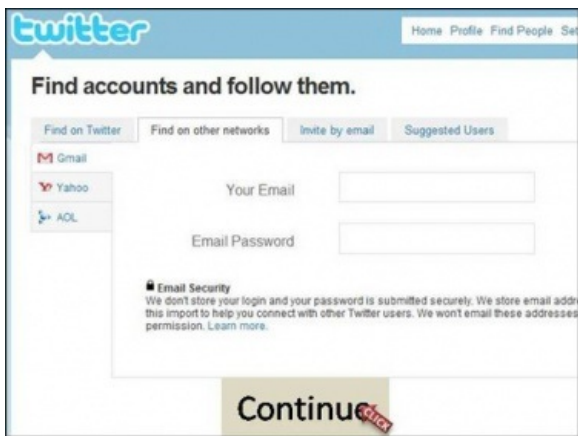 twitter
Home Profile Find People Set
Find accounts and follow them.
Find on Twitter Find on other networks Invite by email Suggested Users
Gmail
Yahoo
AOL
Your Email
Email Password
Email Security
We don't store your login and your password is submitted securely. We store email addre
this import to help you connect with other Twitter users. We won't email these addresses
permission. Learn more.
Continue
CLICK